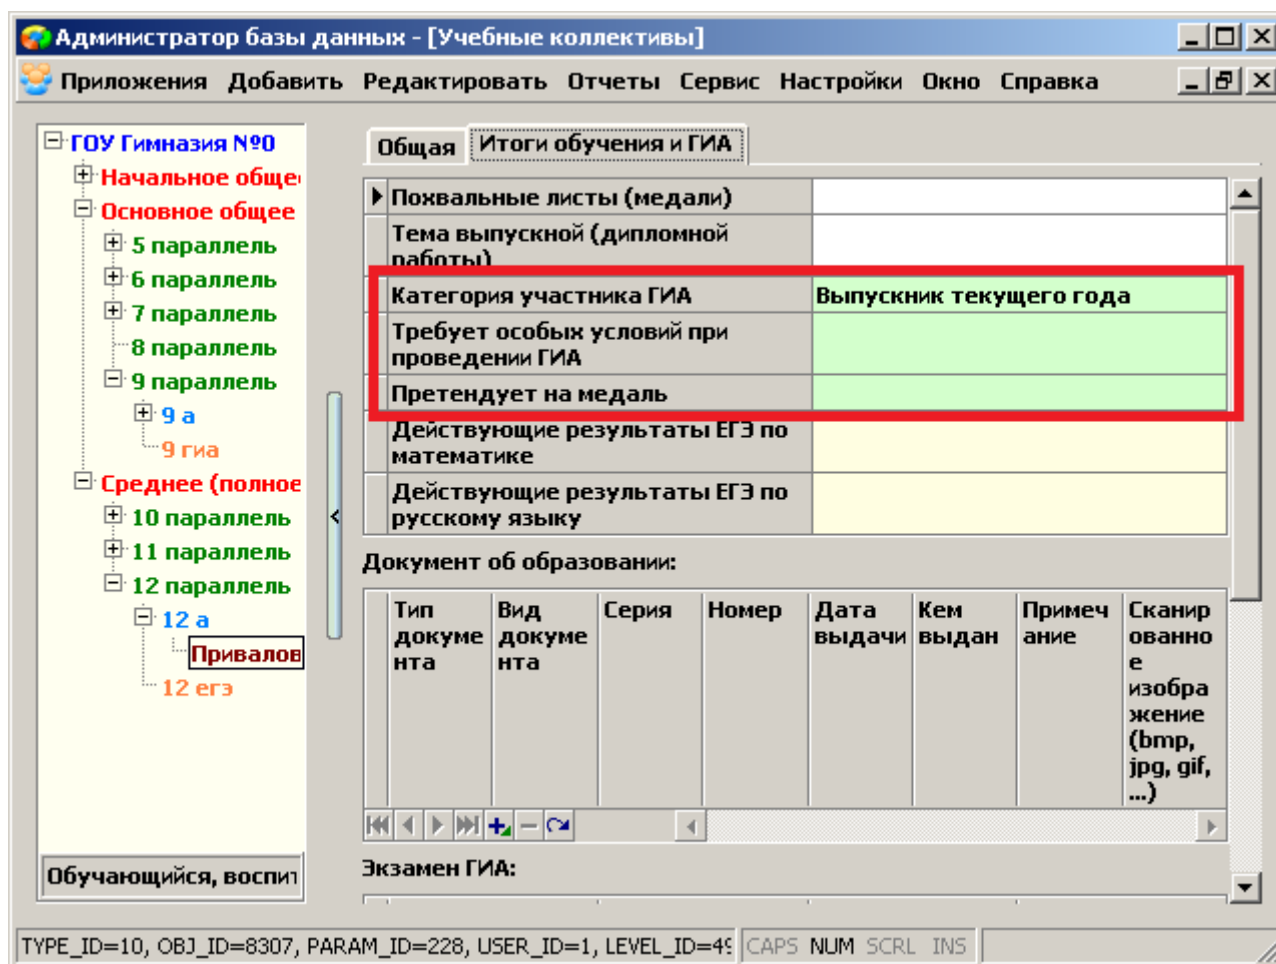 Администратор базы данных - [Учебные коллективы]
Приложения Добавить Редактировать Отчеты Сервис Настройки Окно Справка
ГОУ Гимназия №0
Начальное обще
Основное общее
5 параллель
6 параллель
7 параллель
8 параллель
9 параллель
9 а
9 гиа
Среднее (полное
10 параллель
11 параллель
12 параллель
12 а
Привалов
12 егэ
Обучающийся, воспит
Общая Итоги обучения и ГИА
Похвальные листы (медали)
Тема выпускной (дипломной
работы)
Категория участника ГИА Выпускник текущего года
Требует особых условий при
проведении ГИА
Претендует на медаль
Действующие результаты ЕГЭ по
математике
Действующие результаты ЕГЭ по
русскому языку
Документ об образовании:
Тип
докуме
нта
Вид
докуме
нта
Серия
Номер
Дата
выдачи
Кем
выдан
Примеч
ание
Сканир
ованно
е
изобра
жение
(bmp,
jpg, gif,
...)
Экзамен ГИА:
TYPE_ID=10, OBJ_ID=8307, PARAM_ID=228, USER_ID=1, LEVEL_ID=49 CAPS NUM SCRL INS